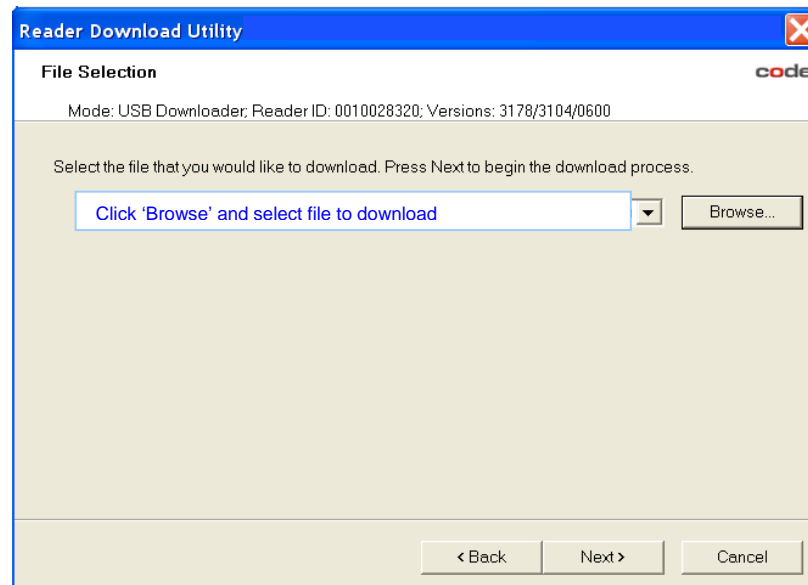 Reader Download Utility
File Selection
code
Mode: USB Downloader; Reader ID: 0010028320; Versions: 3178/3104/0600
Select the file that you would like to download. Press Next to begin the download process.
Click ‘Browse’ and select file to download
Browse...
< Back
Next >
Cancel